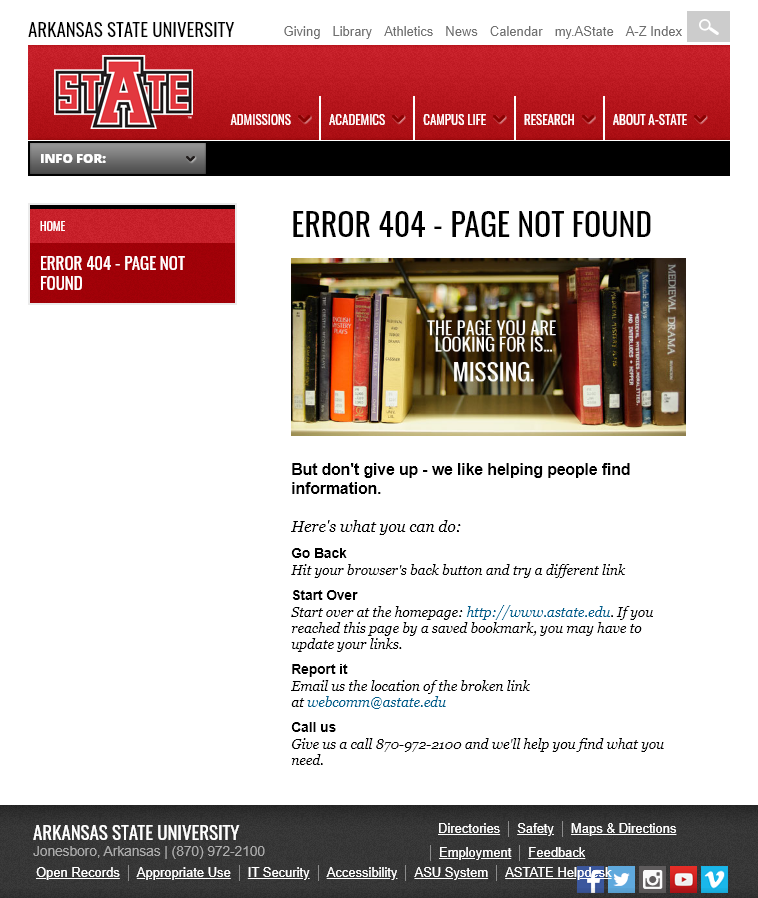 ARKANSAS STATE UNIVERSITY
Giving Library Athletics News Calendar my.AState A-Z Index
STATE
ADMISSIONS ACADEMICS CAMPUS LIFE RESEARCH ABOUT A-STATE
INFO FOR:
HOME
ERROR 404 - PAGE NOT
FOUND
ERROR 404 - PAGE NOT FOUND
THE PAGE YOU ARE
LOOKING FOR IS...
MISSING.
ENGLISH
MYSTERY
PLAYS
MEDIEVAL DRAMA
Miracle Plays
But don't give up - we like helping people find
information.
Here's what you can do:
Go Back
Hit your browser's back button and try a different link
Start Over
Start over at the homepage: http://www.astate.edu. If you
reached this page by a saved bookmark, you may have to
update your links.
Report it
Email us the location of the broken link
at webcomm@astate.edu
Call us
Give us a call 870-972-2100 and we'll help you find what you
need.
ARKANSAS STATE UNIVERSITY
Jonesboro, Arkansas | (870) 972-2100
Directories Safety Maps & Directions
Employment Feedback
Open Records Appropriate Use IT Security Accessibility ASU System ASTATE Helpdesk